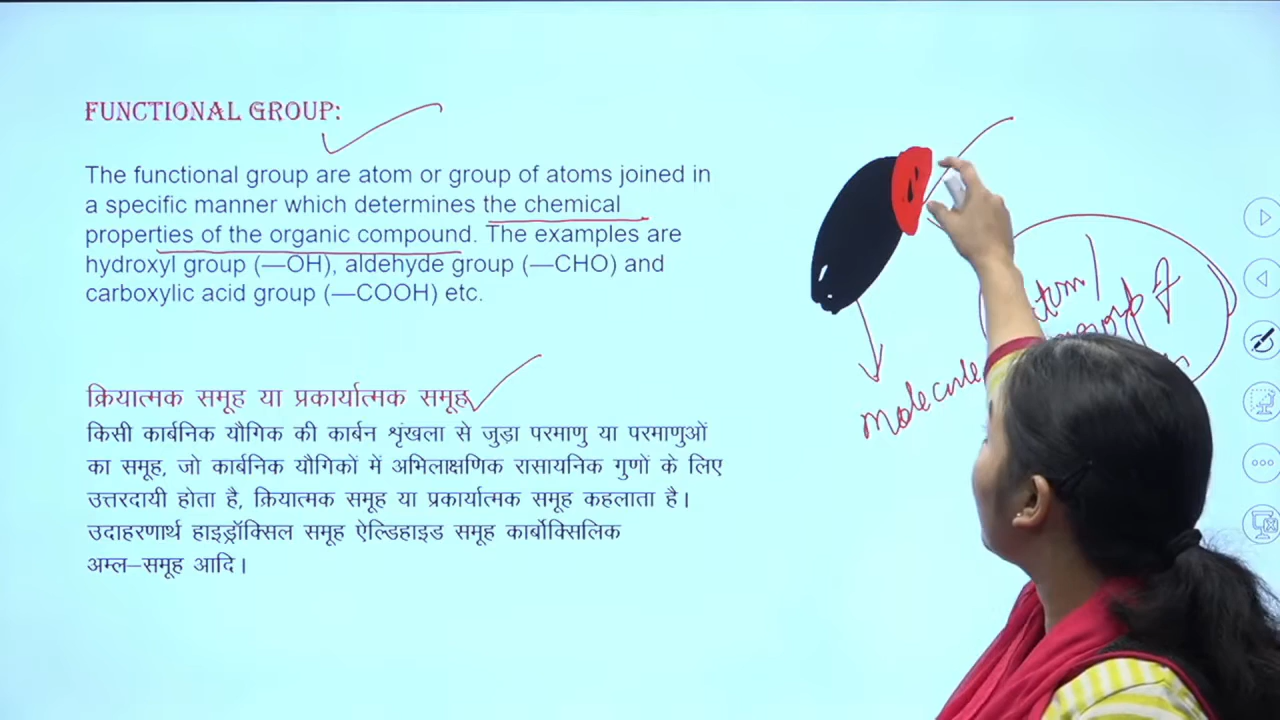 FUNCTIONAL GROUP:
The functional group are atom or group of atoms joined in
a specific manner which determines the chemical
properties of the organic compound. The examples are
hydroxyl group (—OH), aldehyde group (—CHO) and
carboxylic acid group (—COOH) etc.
क्रियात्मक समूह या प्रकार्यात्मक समूह
किसी कार्बनिक यौगिक की कार्बन शृंखला से जुड़ा परमाणु या परमाणुओं
का समूह, जो कार्बनिक यौगिकों में अभिलाक्षणिक रासायनिक गुणों के लिए
उत्तरदायी होता है, क्रियात्मक समूह या प्रकार्यात्मक समूह कहलाता है।
उदाहरणार्थ हाइड्रॉक्सिल समूह ऐल्डिहाइड समूह कार्बोक्सिलिक
अम्ल–समूह आदि।
molecule